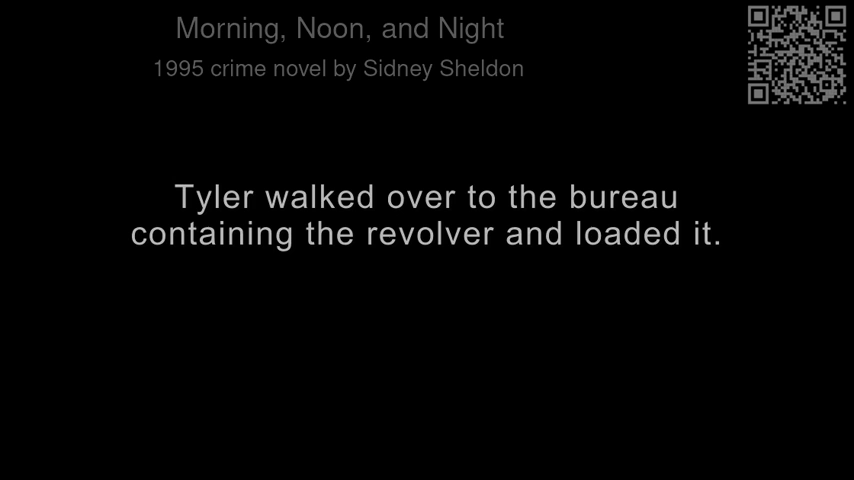 Morning, Noon, and Night
1995 crime novel by Sidney Sheldon
Tyler walked over to the bureau
containing the revolver and loaded it.